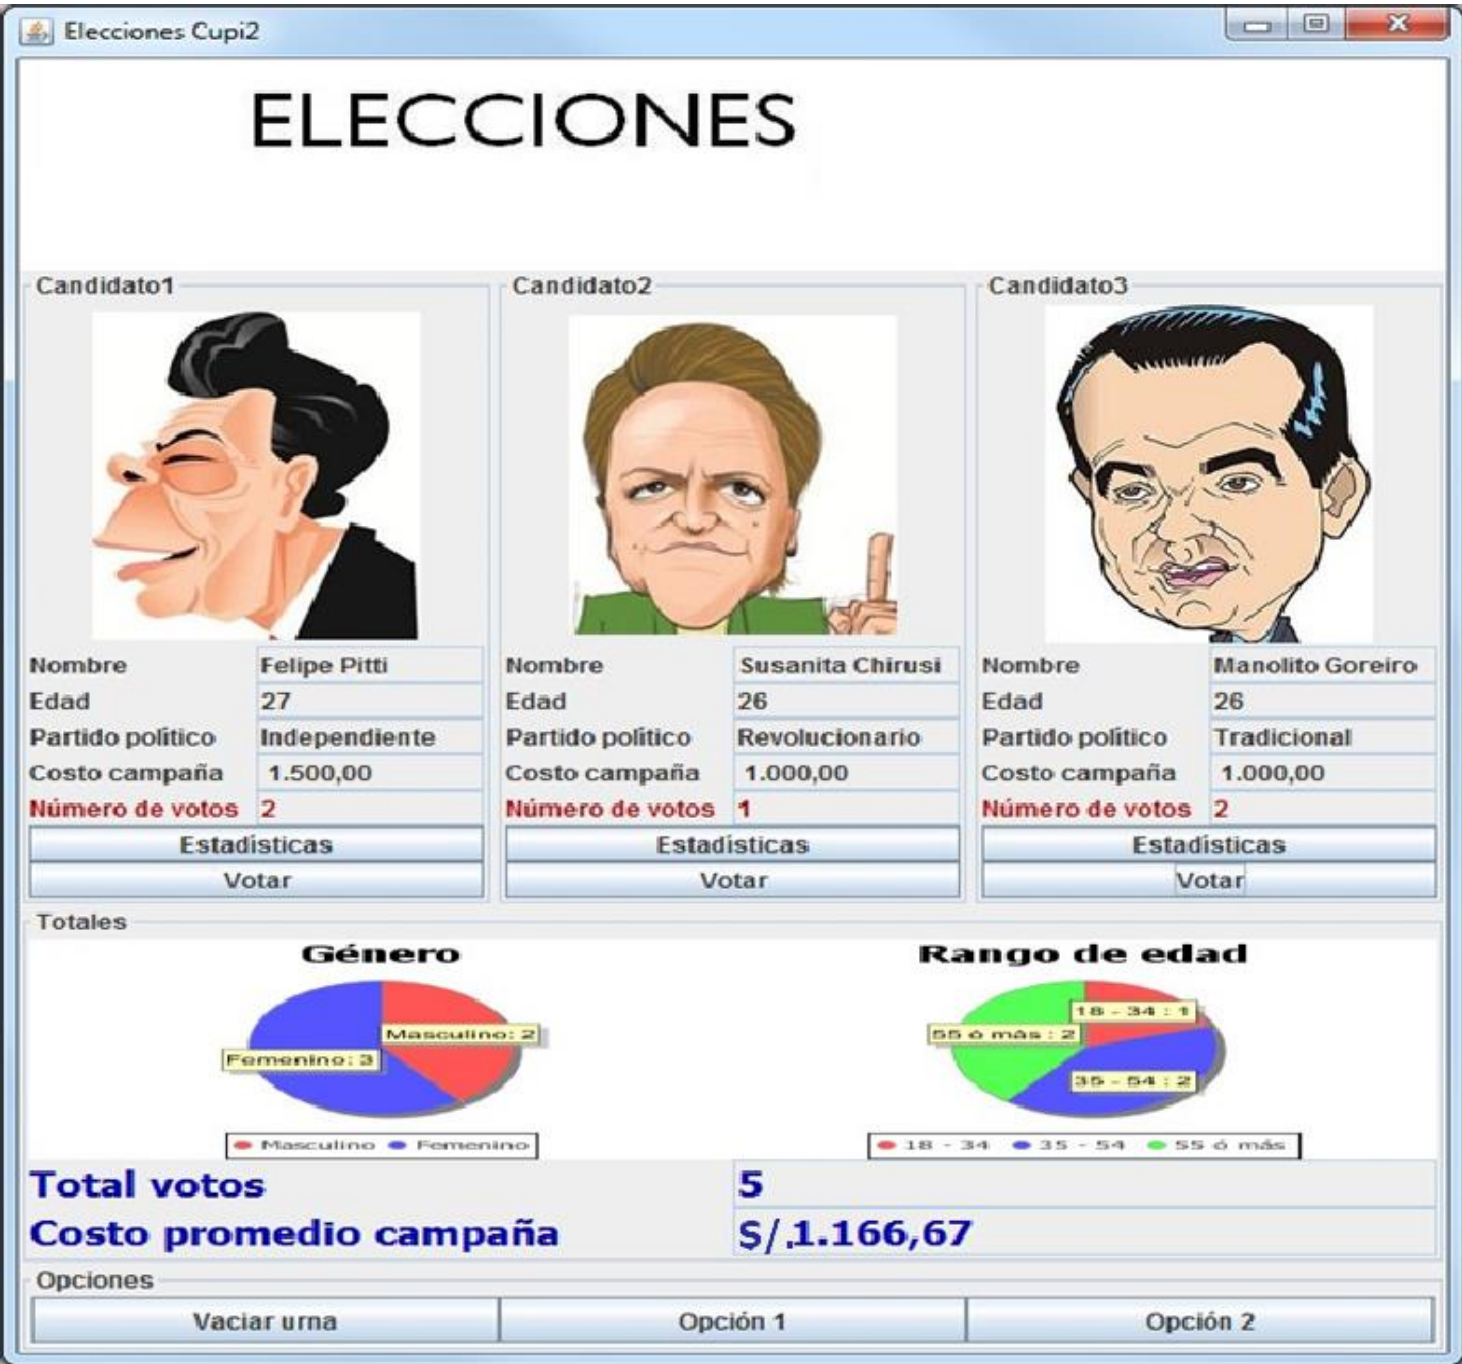 Elecciones Cupi2
ELECCIONES
Candidato1
Nombre Felipe Pitti
Edad 27
Partido político Independiente
Costo campaña 1.500,00
Número de votos 2
Estadísticas
Votar
Candidato2
Nombre Susanita Chirusi
Edad 26
Partido político Revolucionario
Costo campaña 1.000,00
Número de votos 1
Estadísticas
Votar
Candidato3
Nombre Manolito Goreiro
Edad 26
Partido político Tradicional
Costo campaña 1.000,00
Número de votos 2
Estadísticas
Votar
Totales
Género
Masculino: 2
Femenino: 3
Masculino Femenino
Rango de edad
18 - 34 : 1
55 ó más : 2
35 - 54 : 2
18 - 34 35 - 54 55 ó más
Total votos 5
Costo promedio campaña S/.1.166,67
Opciones
Vaciar urna Opción 1 Opción 2